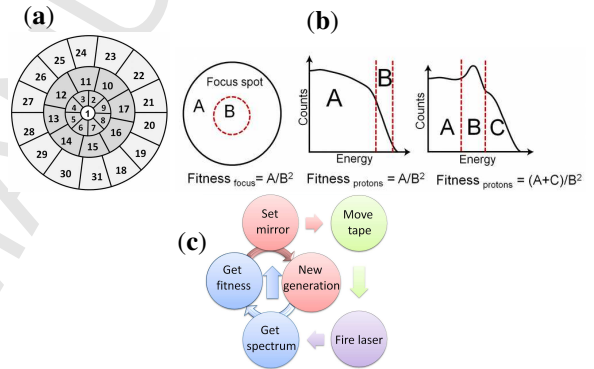 (a)
24
23
25
22
26
11
10
12
21
27
4
3
2
9
17
13
5
1
8
20
28
6
7
16
14
15
19
29
18
30
31
(b)
Focus spot
A
B
Fitness focus= A/B²
Counts
A
B
Energy
Fitness protons= A/B²
Counts
A B C
Energy
Fitness protons = (A+C)/B²
(c)
Set
mirror
Move
tape
Get
fitness
New
generation
Get
spectrum
Fire laser